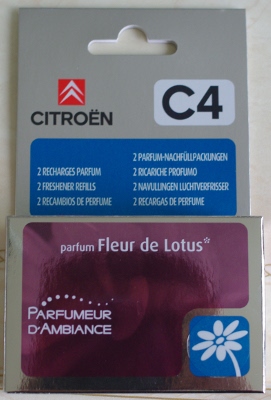 CITROËN
C4
2 RECHARGES PARFUM
2 FRESHENER REFILLS
2 RECAMBIOS DE PERFUME
2 PARFUM-NACHFÜLLPACKUNGEN
2 RICARICHE PROFUMO
2 NAVULLINGEN LUCHTVERFRISSER
2 RECARGAS DE PERFUME
parfum Fleur de Lotus*
PARFUMEUR
D'AMBIANCE